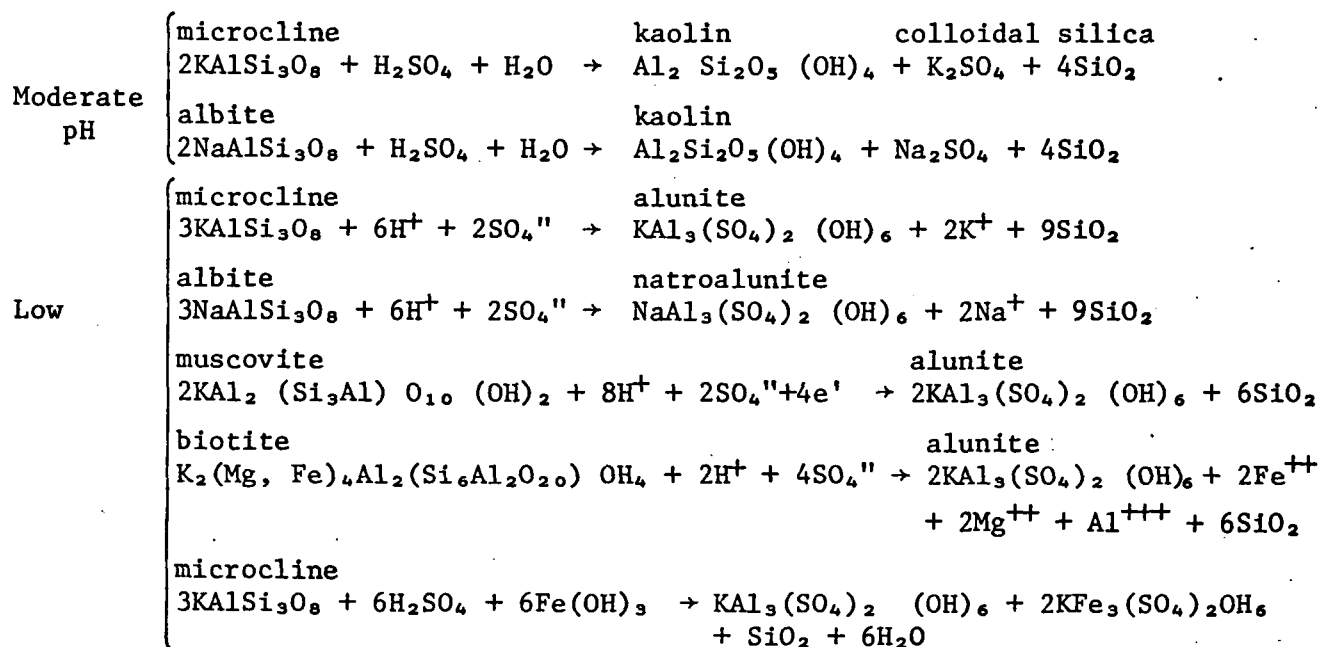 microcline kaolin colloidal silica
2KAlSi₃O₈ + H₂SO₄ + H₂O → Al₂ Si₂O₅ (OH)₄ + K₂SO₄ + 4SiO₂
Moderate pH
albite kaolin
2NaAlSi₃O₈ + H₂SO₄ + H₂O → Al₂Si₂O₅(OH)₄ + Na₂SO₄ + 4SiO₂
microcline alunite
3KAlSi₃O₈ + 6H⁺ + 2SO₄" → KAl₃(SO₄)₂ (OH)₆ + 2K⁺ + 9SiO₂
albite natroalunite
Low
3NaAlSi₃O₈ + 6H⁺ + 2SO₄" → NaAl₃(SO₄)₂ (OH)₆ + 2Na⁺ + 9SiO₂
muscovite alunite
2KAl₂ (Si₃Al) O₁₀ (OH)₂ + 8H⁺ + 2SO₄"+4e' → 2KAl₃(SO₄)₂ (OH)₆ + 6SiO₂
biotite alunite
K₂(Mg, Fe)₄Al₂(Si₆Al₂O₂₀) OH₄ + 2H⁺ + 4SO₄" → 2KAl₃(SO₄)₂ (OH)₆ + 2Fe⁺⁺
+ 2Mg⁺⁺ + Al⁺⁺⁺ + 6SiO₂
microcline
3KAlSi₃O₈ + 6H₂SO₄ + 6Fe(OH)₃ → KAl₃(SO₄)₂ (OH)₆ + 2KFe₃(SO₄)₂OH₆
+ SiO₂ + 6H₂O